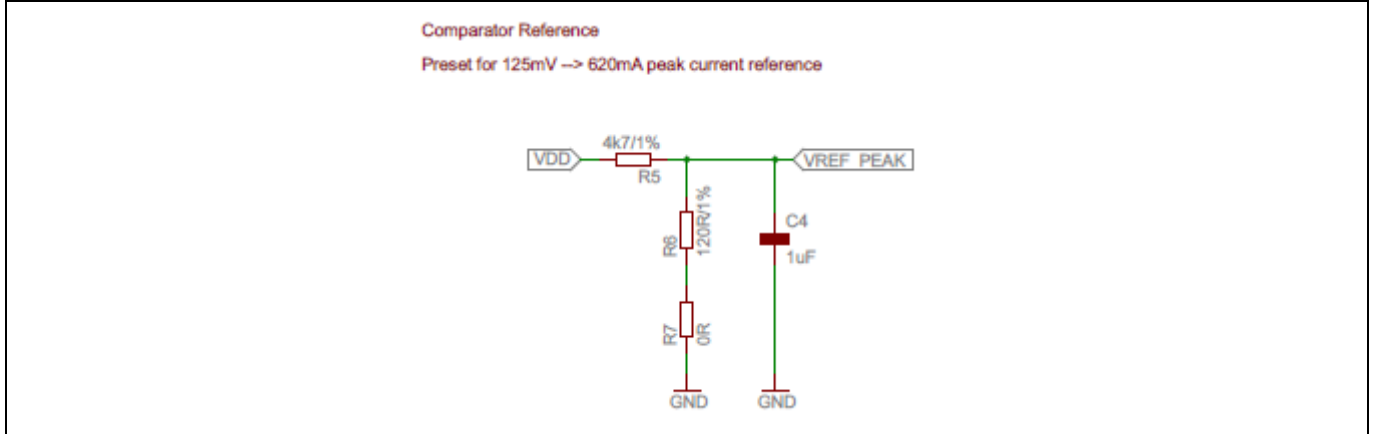 Comparator Reference
Preset for 125mV --> 620mA peak current reference
4k7/1%
VDD
VREF_PEAK
R5
120R/1%
R6
C4
1uF
R7
0R
GND
GND